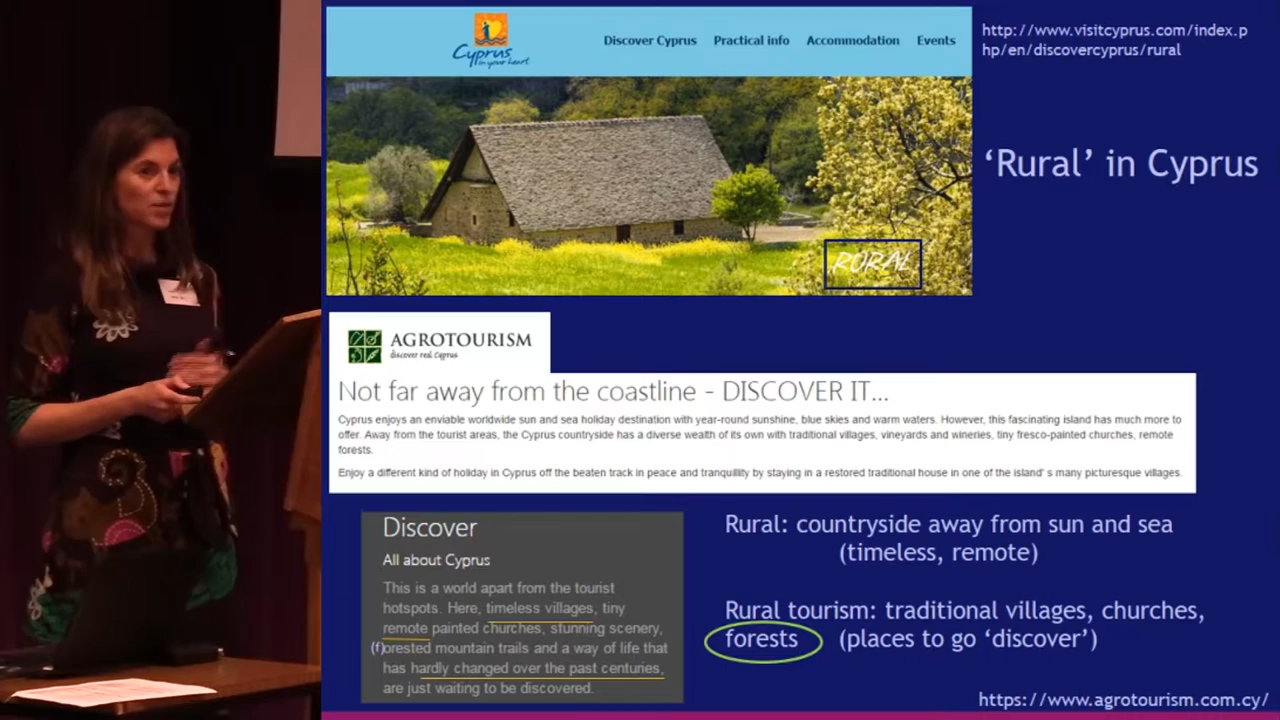 Cyprus
in your heart
Discover Cyprus Practical info Accommodation Events
http://www.visitcyprus.com/index.p
hp/en/discovercyprus/rural
'Rural' in Cyprus
RURAL
AGROTOURISM
discover real Cyprus
Not far away from the coastline - DISCOVER IT...
Cyprus enjoys an enviable worldwide sun and sea holiday destination with year-round sunshine, blue skies and warm waters. However, this fascinating island has much more to
offer. Away from the tourist areas, the Cyprus countryside has a diverse wealth of its own with traditional villages, vineyards and wineries, tiny fresco-painted churches, remote
forests.
Enjoy a different kind of holiday in Cyprus off the beaten track in peace and tranquillity by staying in a restored traditional house in one of the island' s many picturesque villages.
Discover
All about Cyprus
This is a world apart from the tourist
hotspots. Here, timeless villages, tiny
remote painted churches, stunning scenery,
(f)orested mountain trails and a way of life that
has hardly changed over the past centuries,
are just waiting to be discovered.
Rural: countryside away from sun and sea
(timeless, remote)
Rural tourism: traditional villages, churches,
forests (places to go 'discover')
https://www.agrotourism.com.cy/